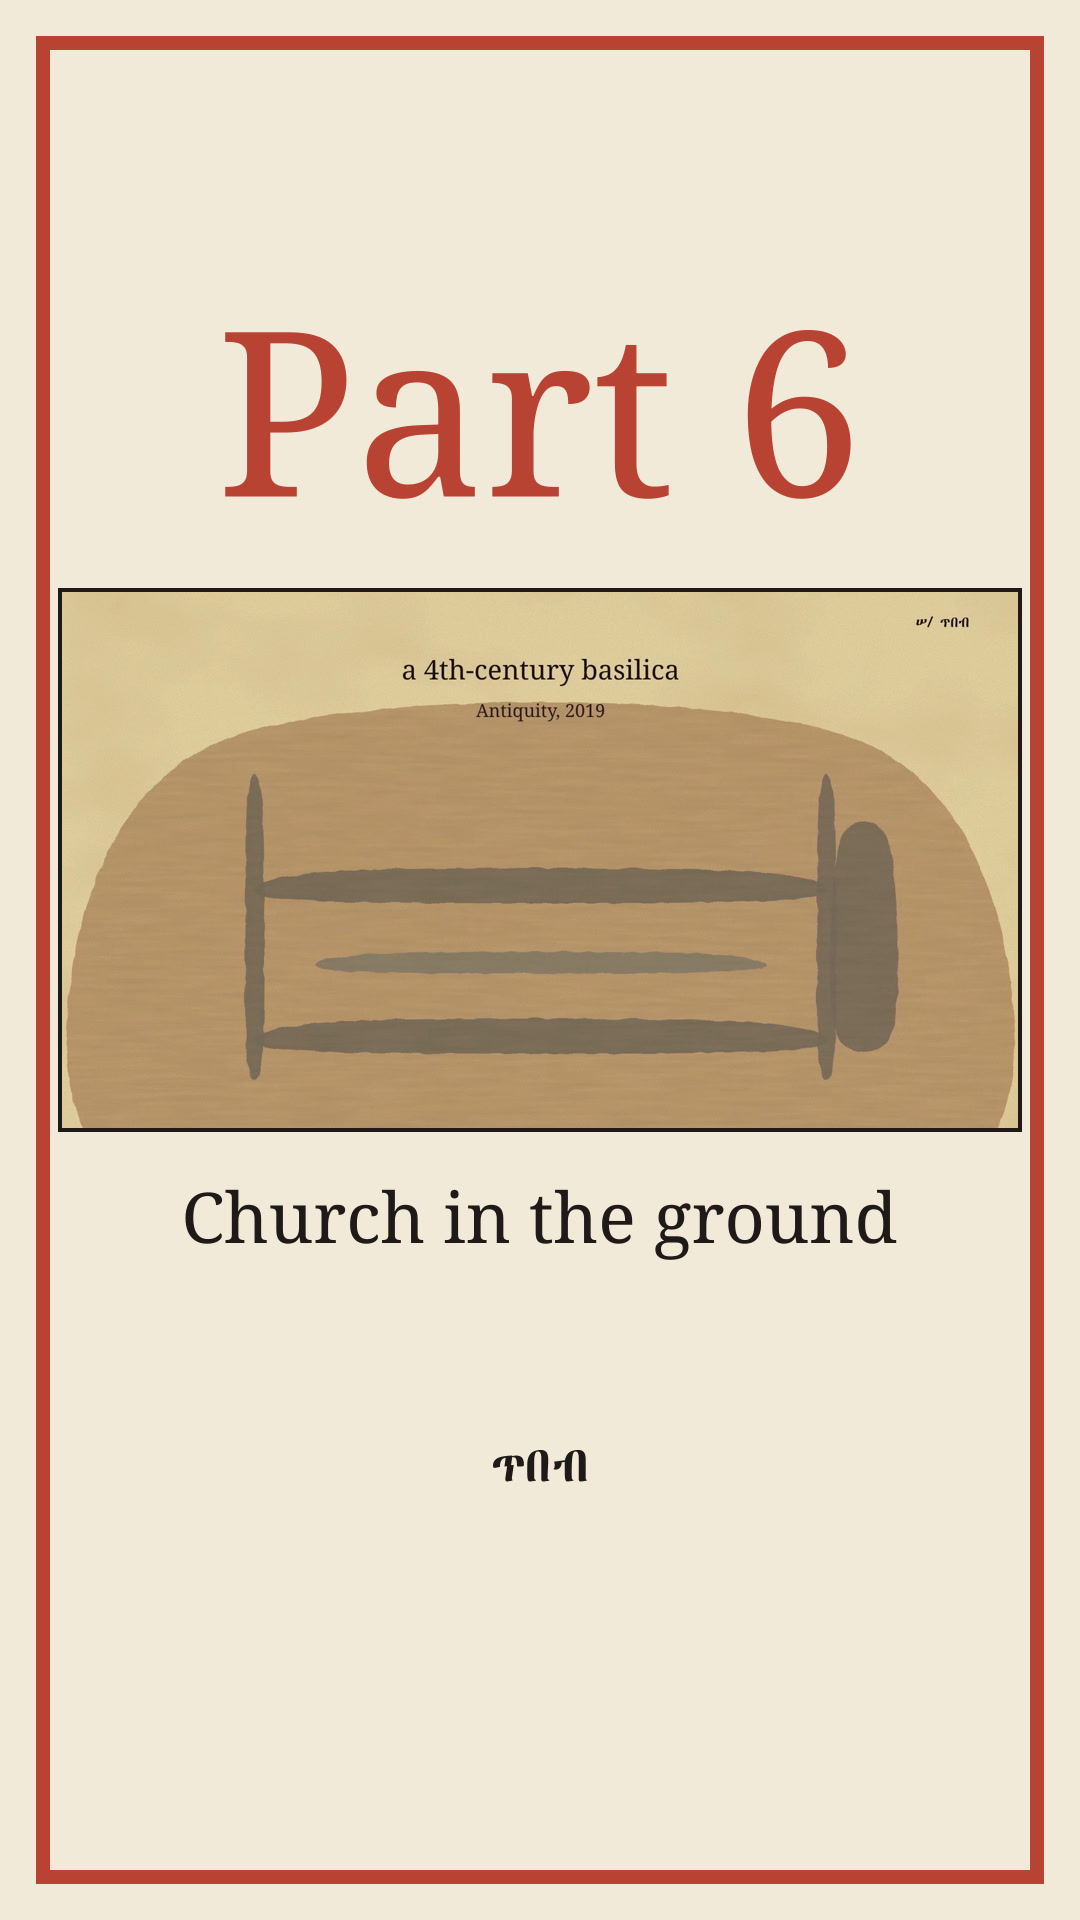 Part 6
ሠ/ ጥበብ
a 4th-century basilica
Antiquity, 2019
Church in the ground
ጥበብ